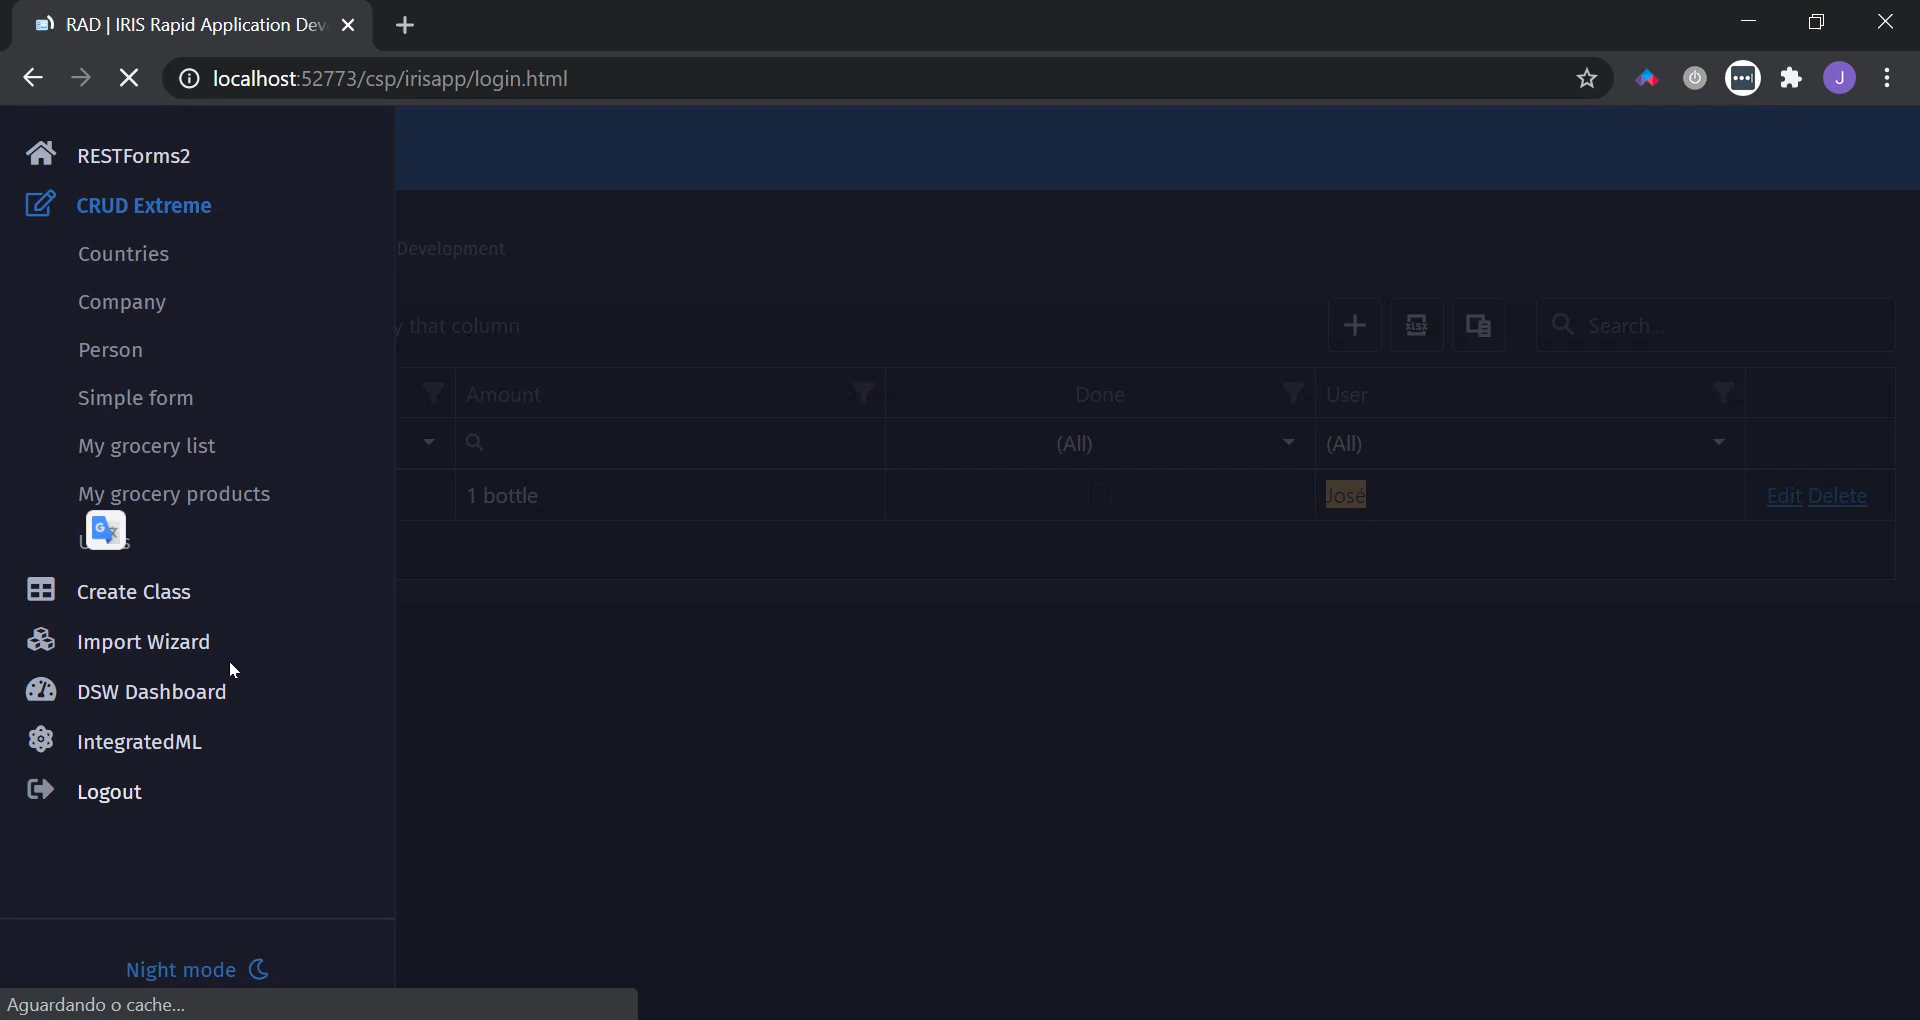 RAD | IRIS Rapid Application Dev
localhost:52773/csp/irisapp/login.html
J
RESTForms2
CRUD Extreme
Countries
Company
Person
Simple form
My grocery list
My grocery products
Create Class
Import Wizard
DSW Dashboard
IntegratedML
Logout
Night mode
Development
y that column
xlsx
Search...
Amount
Done
User
(All)
(All)
1 bottle
José
Edit Delete
Aguardando o cache...